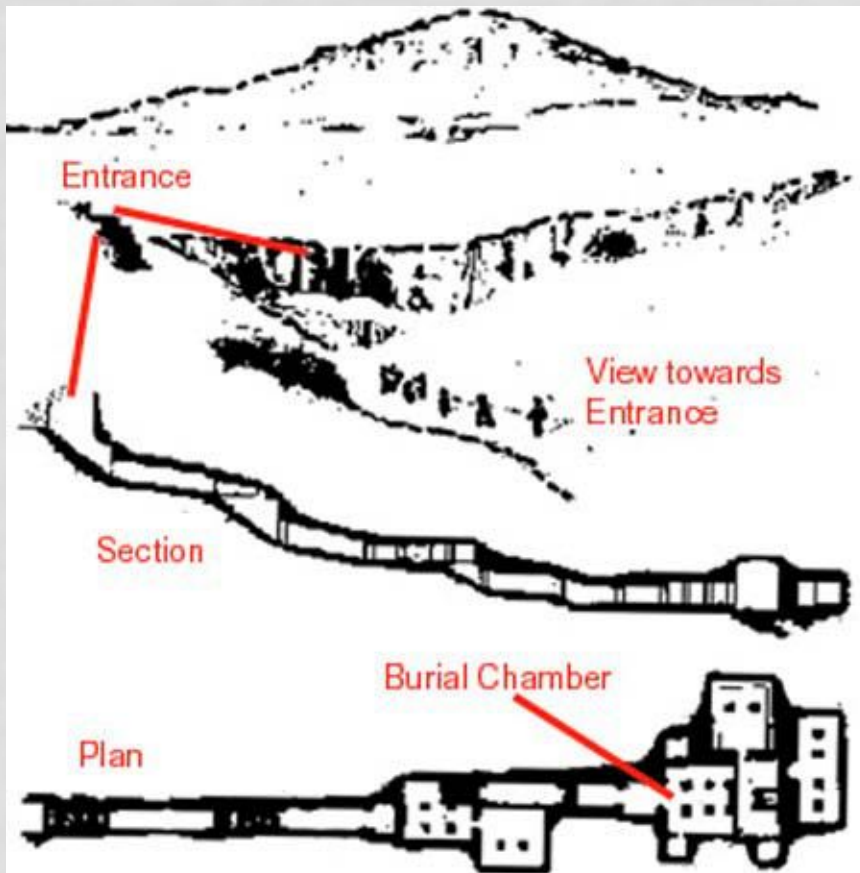 Entrance
View towards
Entrance
Section
Burial Chamber
Plan